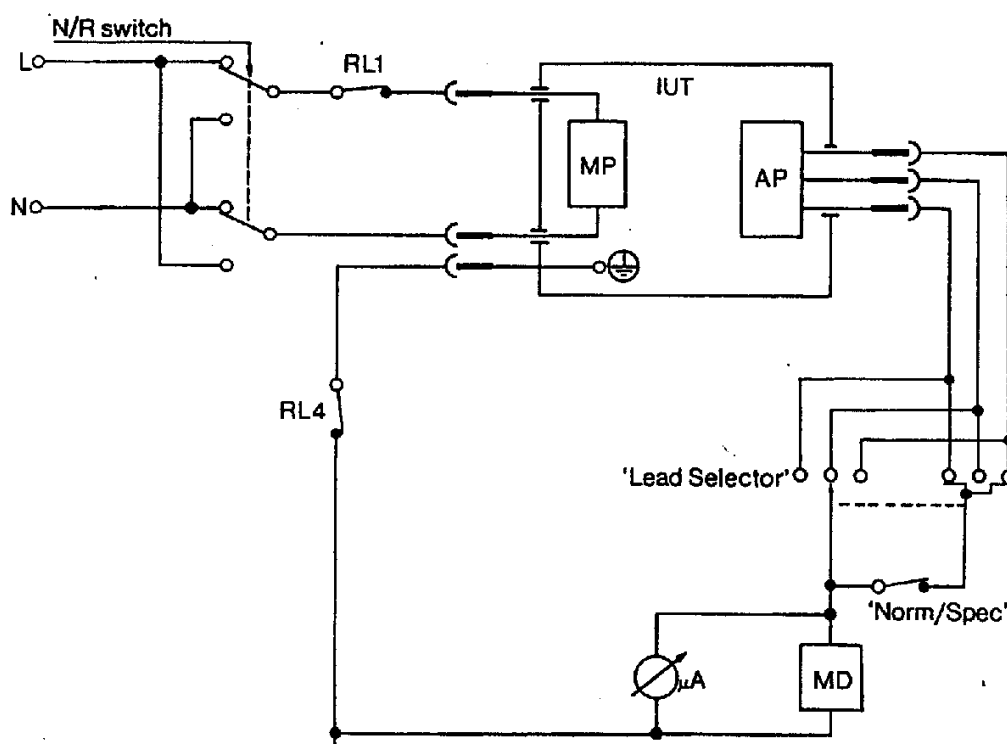 N/R switch
L
RL1
IUT
MP
AP
N
RL4
'Lead Selector'
'Norm/Spec'
μA
MD